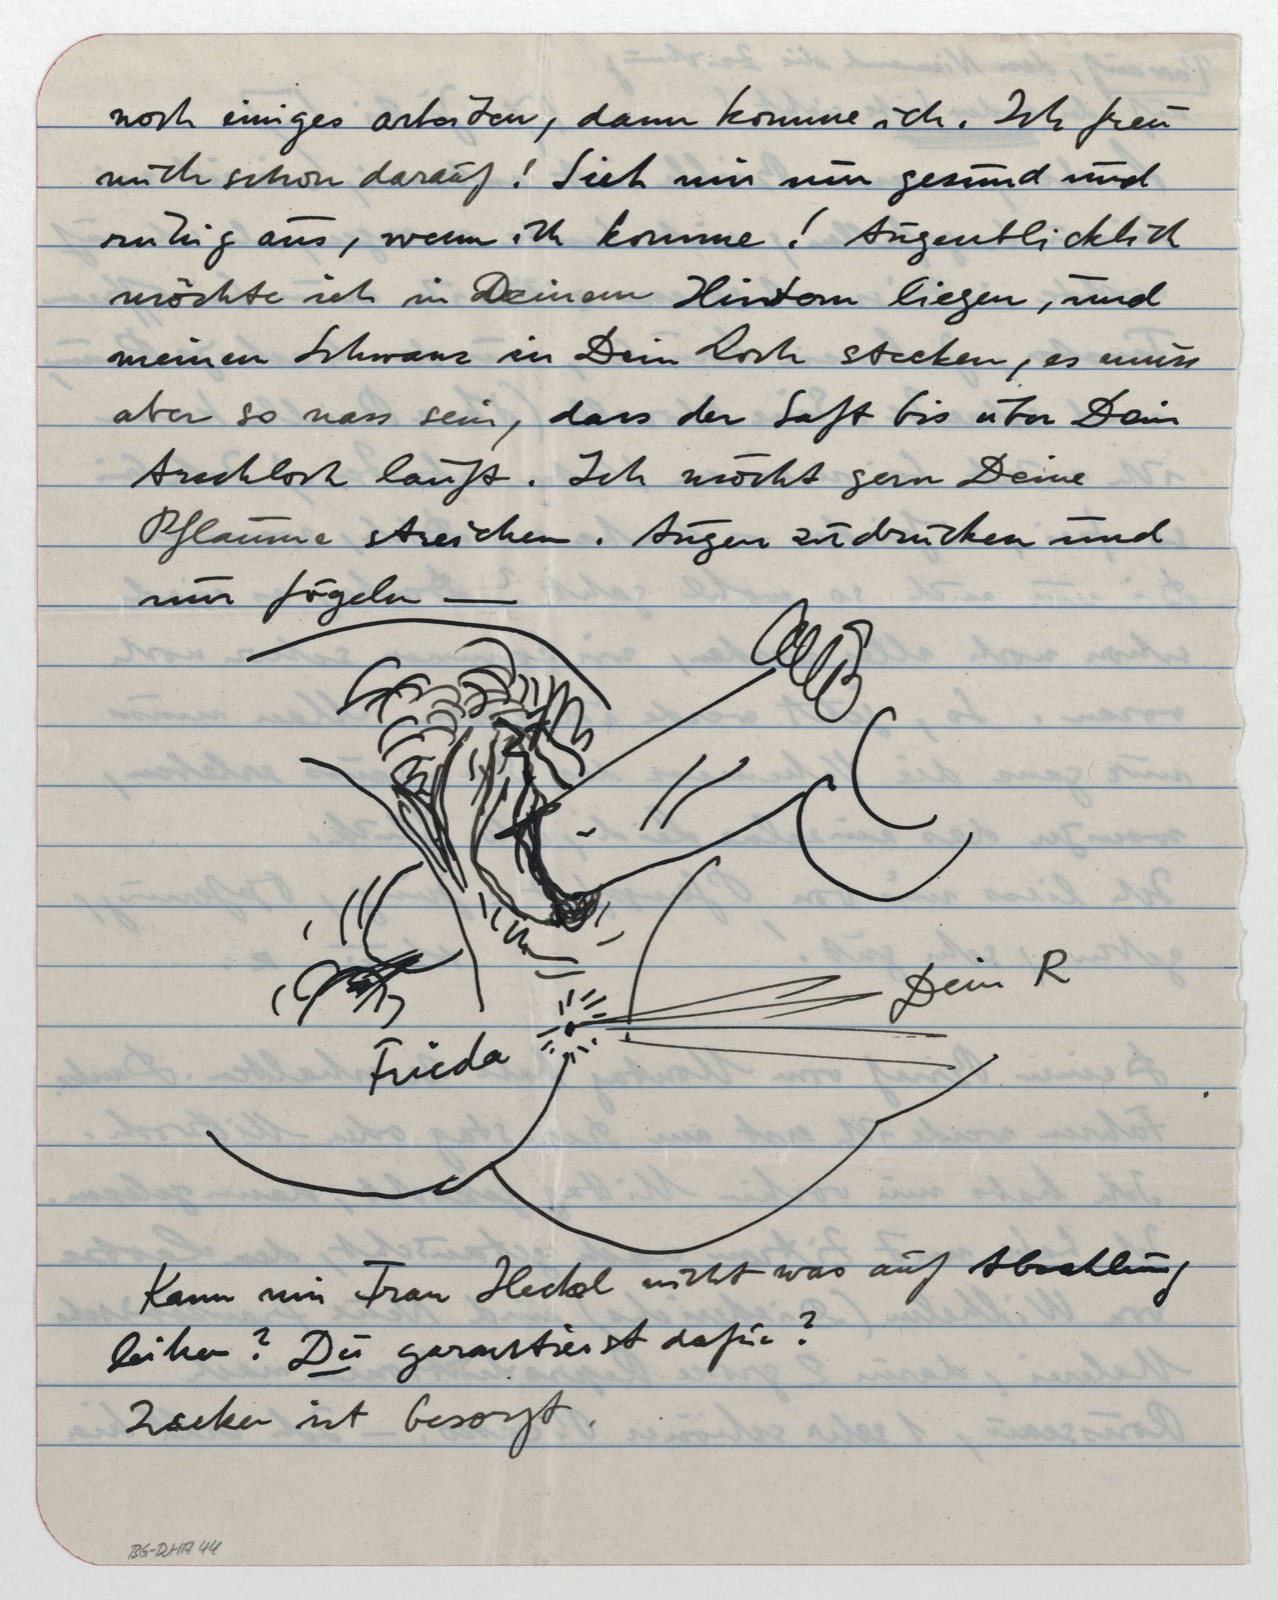 noch einiges arbeiten, dann komme ich. Ich freu
mich schon darauf! Sieh mir nur gesund und
ruhig aus, wenn ich komme! Augenblicklich
möchte ich in Deinem Hintern liegen, und
meinen Schwanz in Dein Loch stecken, es muss
aber so nass sein, dass der Saft bis über Dein
Arschloch lauft. Ich möcht gern Deine
Pflaume streichen. Augen zudrücken und
nur fögeln —
Dein R
Frieda
Kann mir Frau Heckel nicht was auf Abzahlung
leihen? Du garantierst dafür?
Zucker ist besorgt.
BG-DHA 44